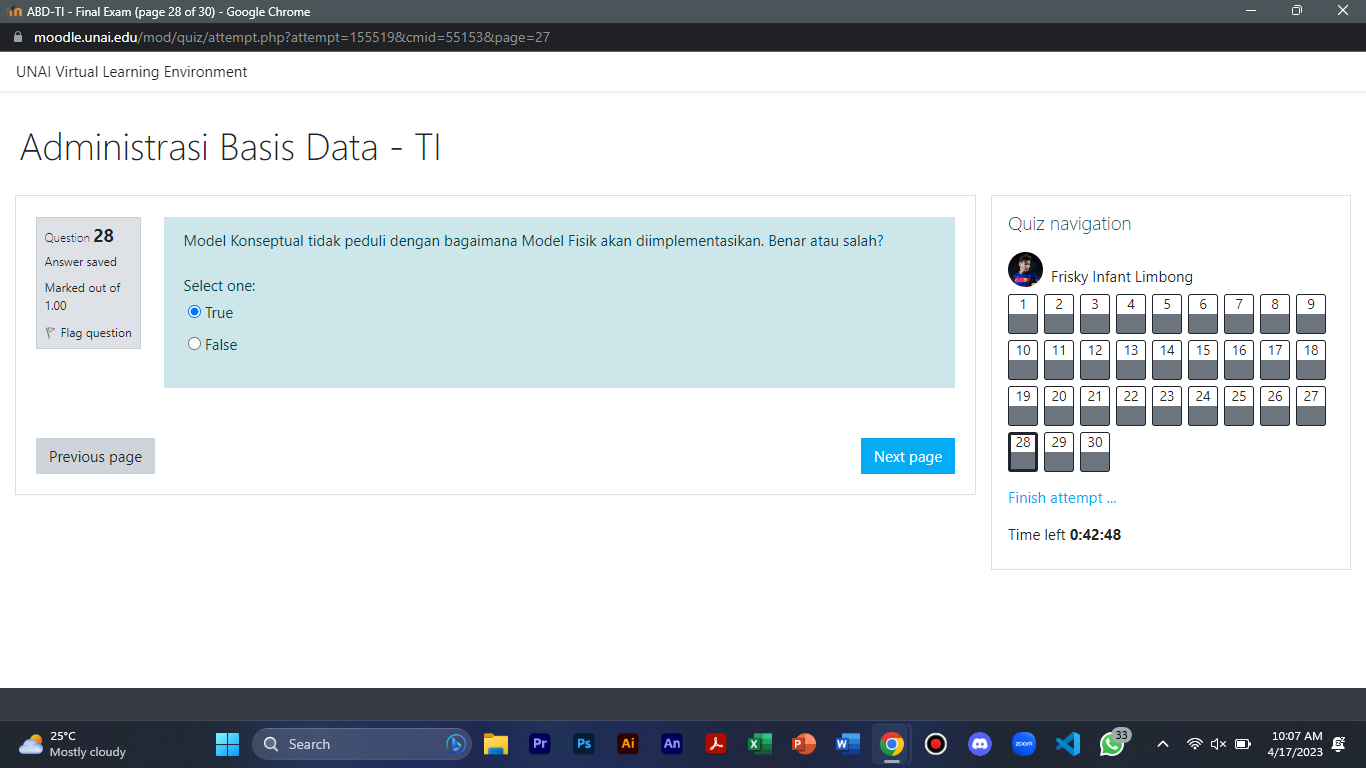 ABD-TI - Final Exam (page 28 of 30) - Google Chrome
moodle.unai.edu/mod/quiz/attempt.php?attempt=155519&cmid=55153&page=27
UNAI Virtual Learning Environment
Administrasi Basis Data - TI
Question 28
Answer saved
Marked out of
1.00
Flag question
Model Konseptual tidak peduli dengan bagaimana Model Fisik akan diimplementasikan. Benar atau salah?
Select one:
True
False
Previous page
Next page
Quiz navigation
Frisky Infant Limbong
1 2 3 4 5 6 7 8 9
10 11 12 13 14 15 16 17 18
19 20 21 22 23 24 25 26 27
28 29 30
Finish attempt ...
Time left 0:42:48
25°C
Mostly cloudy
Search
Pr Ps Ai An
zoom
33
10:07 AM
4/17/2023